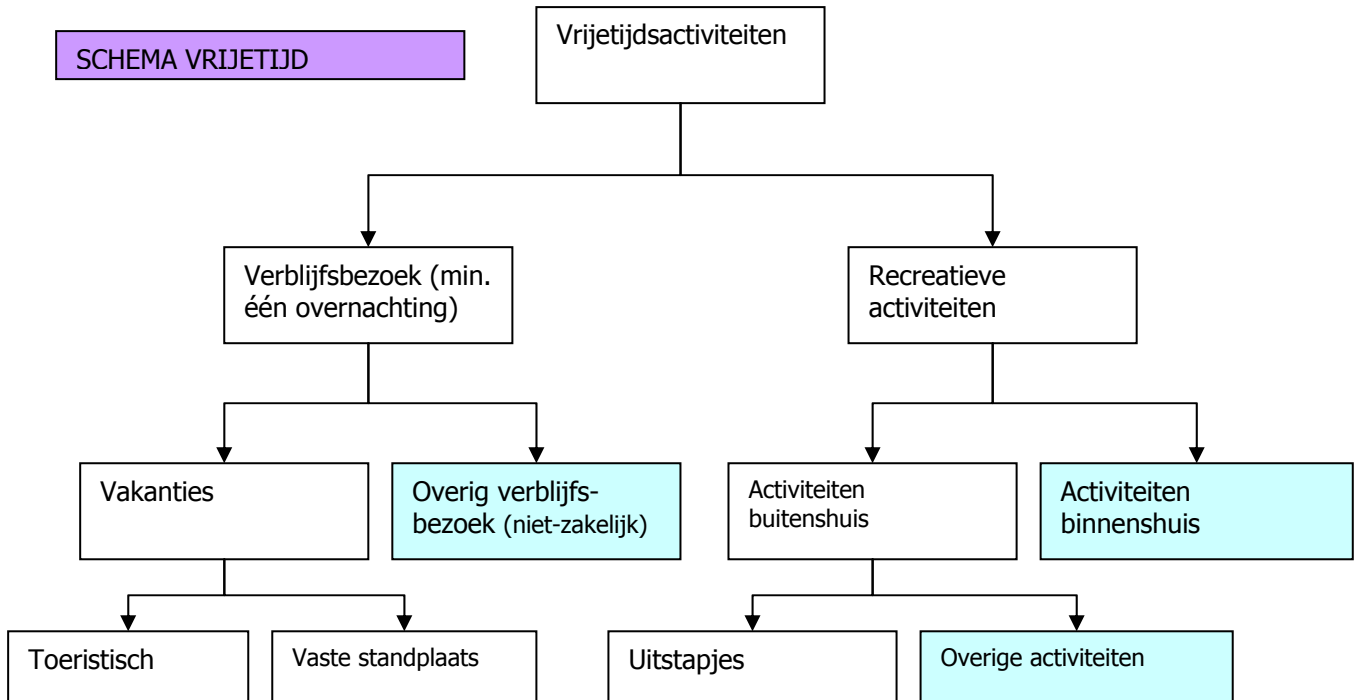 SCHEMA VRIJETIJD
Vrijetijdsactiviteiten
Verblijfsbezoek (min.
één overnachting)
Recreatieve
activiteiten
Vakanties
Overig verblijfs-
bezoek (niet-zakelijk)
Activiteiten
buitenshuis
Activiteiten
binnenshuis
Toeristisch
Vaste standplaats
Uitstapjes
Overige activiteiten